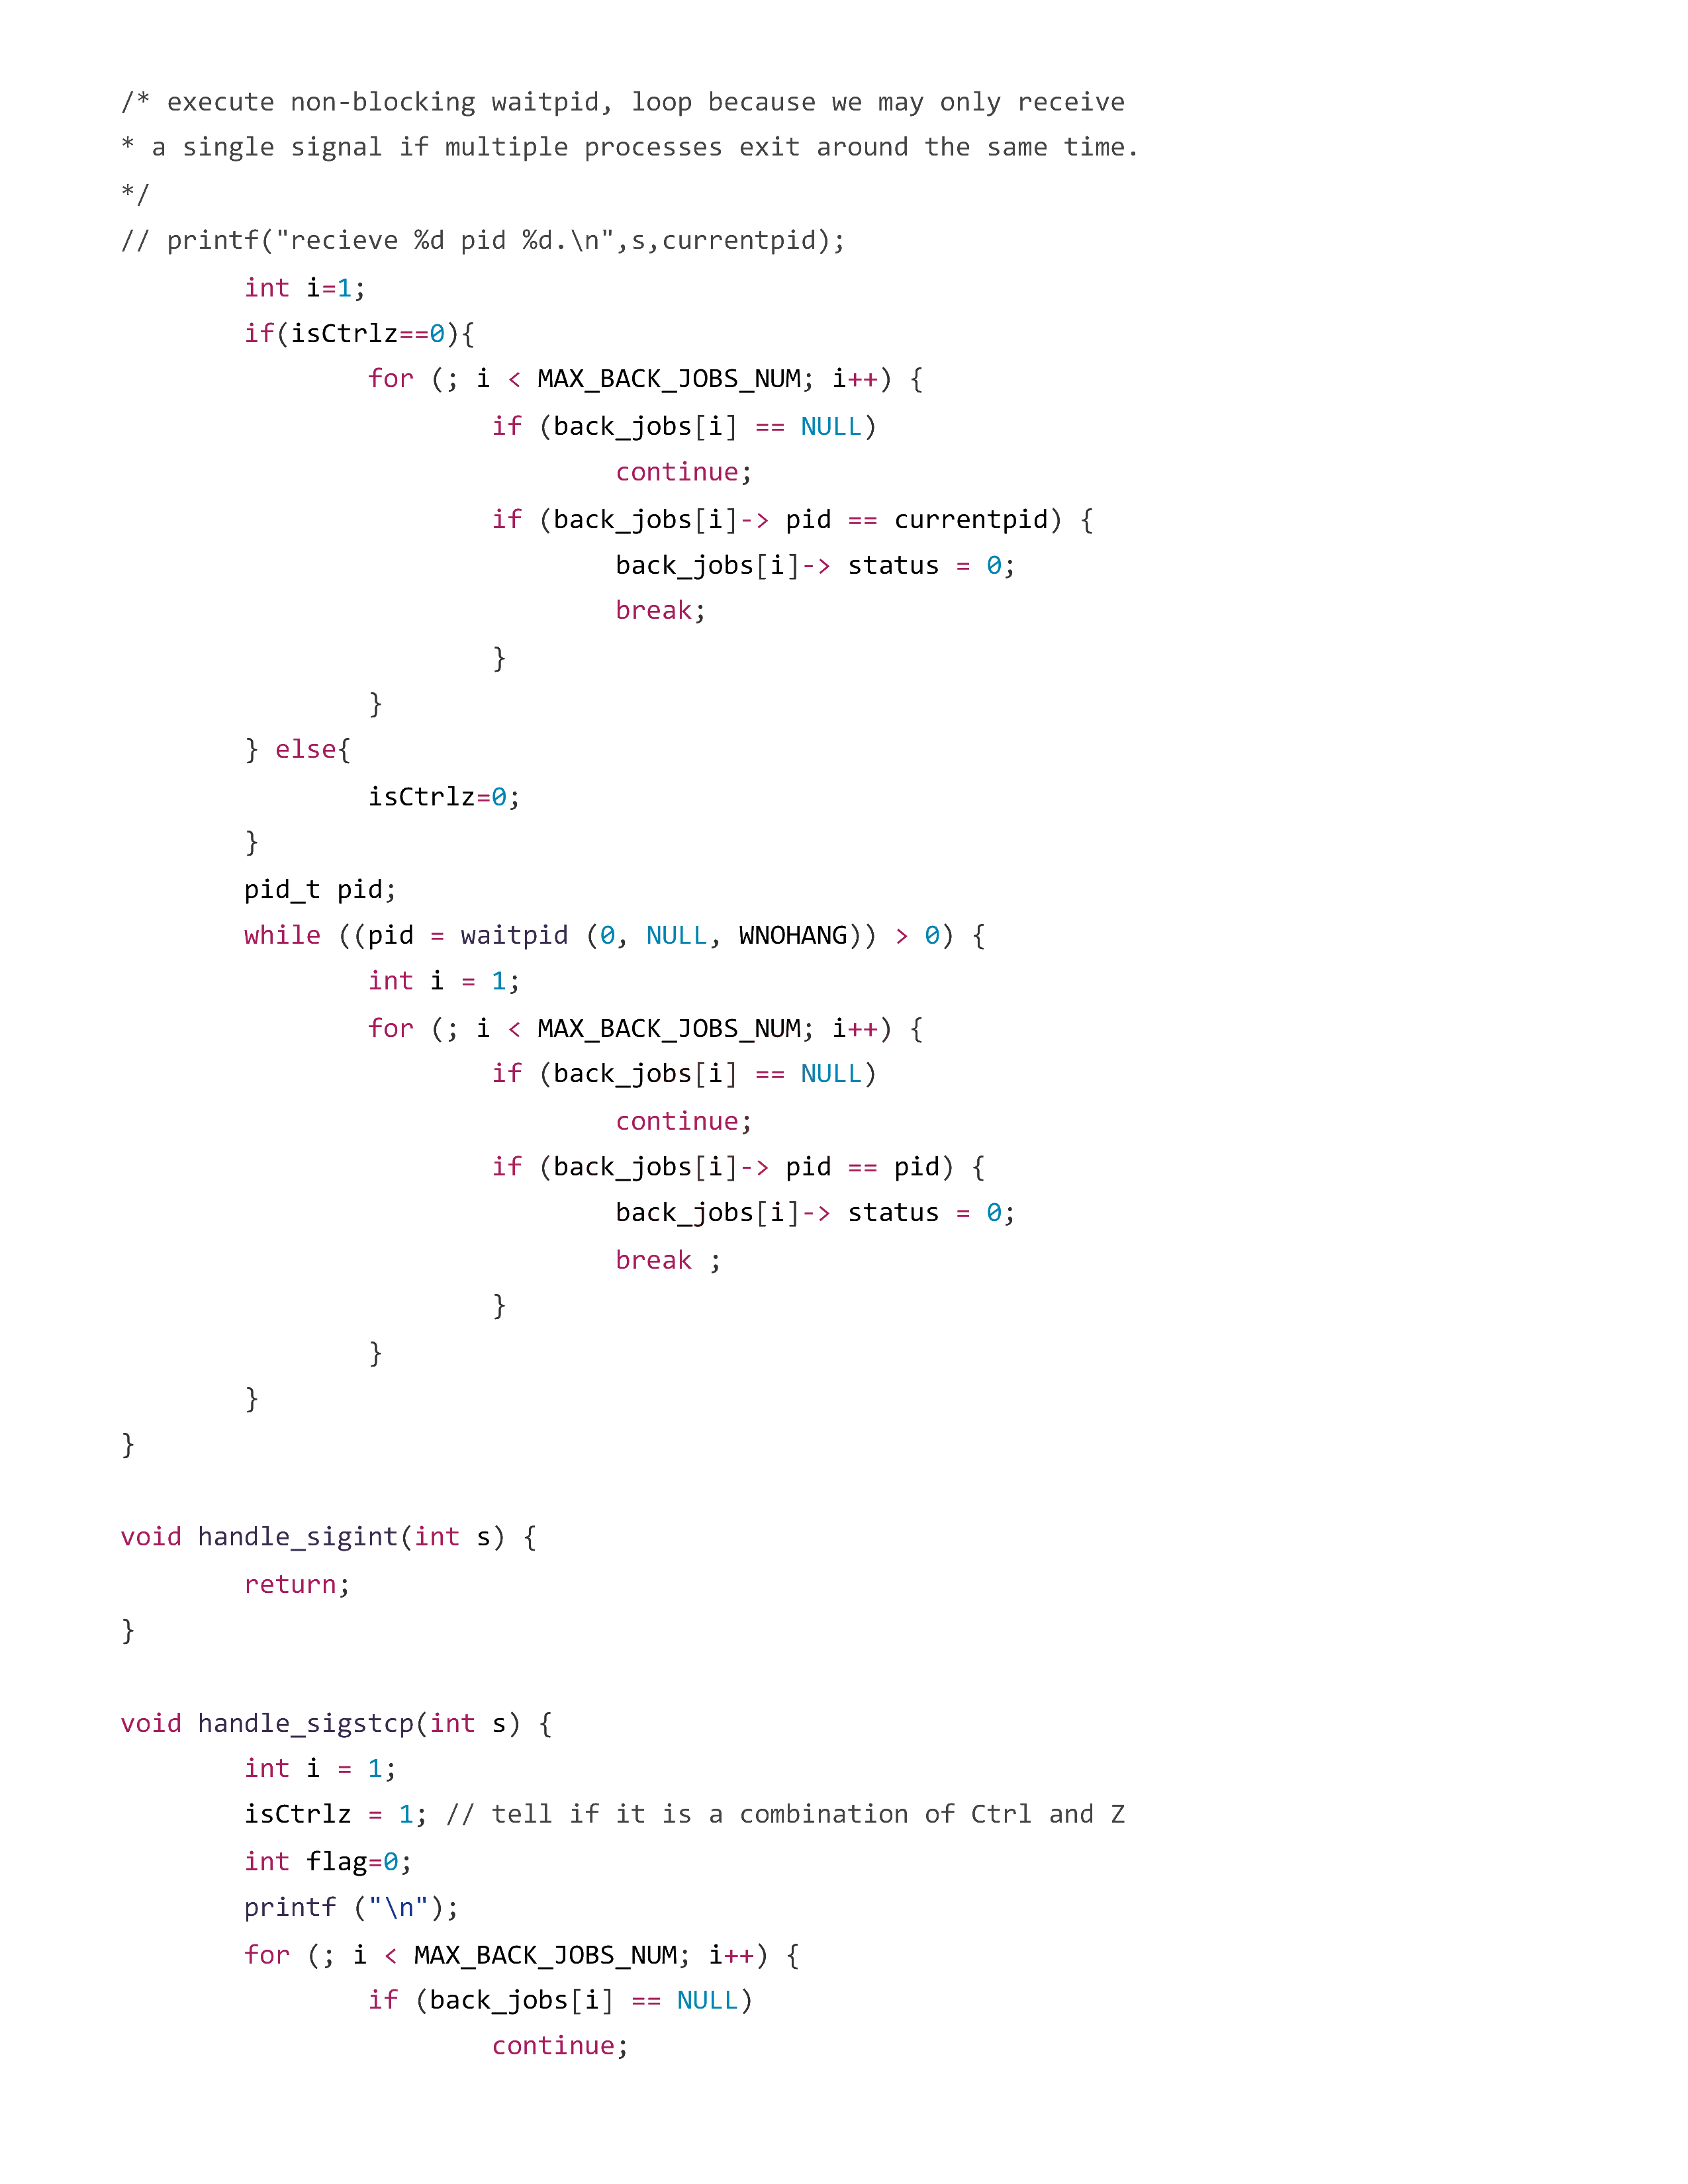 /* execute non-blocking waitpid, loop because we may only receive
* a single signal if multiple processes exit around the same time.
*/
// printf("recieve %d pid %d.\n",s,currentpid);
        int i=1;
        if(isCtrlz==0){
                for (; i < MAX_BACK_JOBS_NUM; i++) {
                        if (back_jobs[i] == NULL)
                                continue;
                        if (back_jobs[i]-> pid == currentpid) {
                                back_jobs[i]-> status = 0;
                                break;
                        }
                }
        } else{
                isCtrlz=0;
        }
        pid_t pid;
        while ((pid = waitpid (0, NULL, WNOHANG)) > 0) {
                int i = 1;
                for (; i < MAX_BACK_JOBS_NUM; i++) {
                        if (back_jobs[i] == NULL)
                                continue;
                        if (back_jobs[i]-> pid == pid) {
                                back_jobs[i]-> status = 0;
                                break ;
                        }
                }
        }
}

void handle_sigint(int s) {
        return;
}

void handle_sigstcp(int s) {
        int i = 1;
        isCtrlz = 1; // tell if it is a combination of Ctrl and Z
        int flag=0;
        printf ("\n");
        for (; i < MAX_BACK_JOBS_NUM; i++) {
                if (back_jobs[i] == NULL)
                        continue;